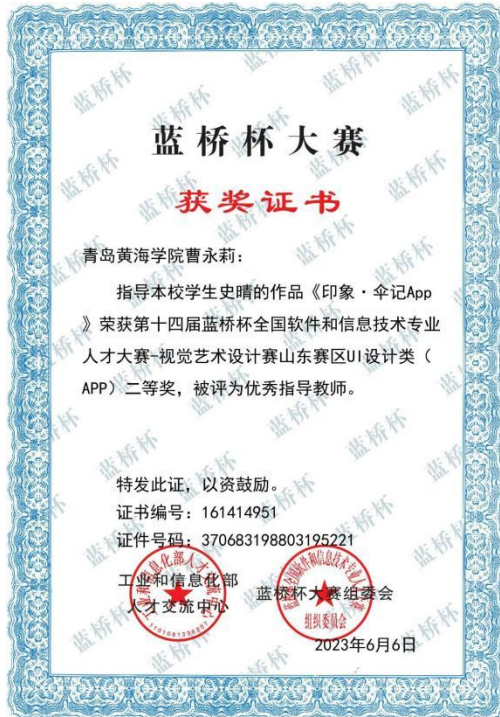 蓝桥杯大赛
获奖证书
青岛黄海学院曹永莉：
指导本校学生史晴的作品《印象·伞记App
》荣获第十四届蓝桥杯全国软件和信息技术专业
人才大赛-视觉艺术设计赛山东赛区UI设计类（
APP）二等奖，被评为优秀指导教师。
特发此证，以资鼓励。
证书编号：161414951
证件号码：370683198803195221
工业和信息化部
人才交流中心
蓝桥杯大赛组委会
组织委员会
2023年6月6日